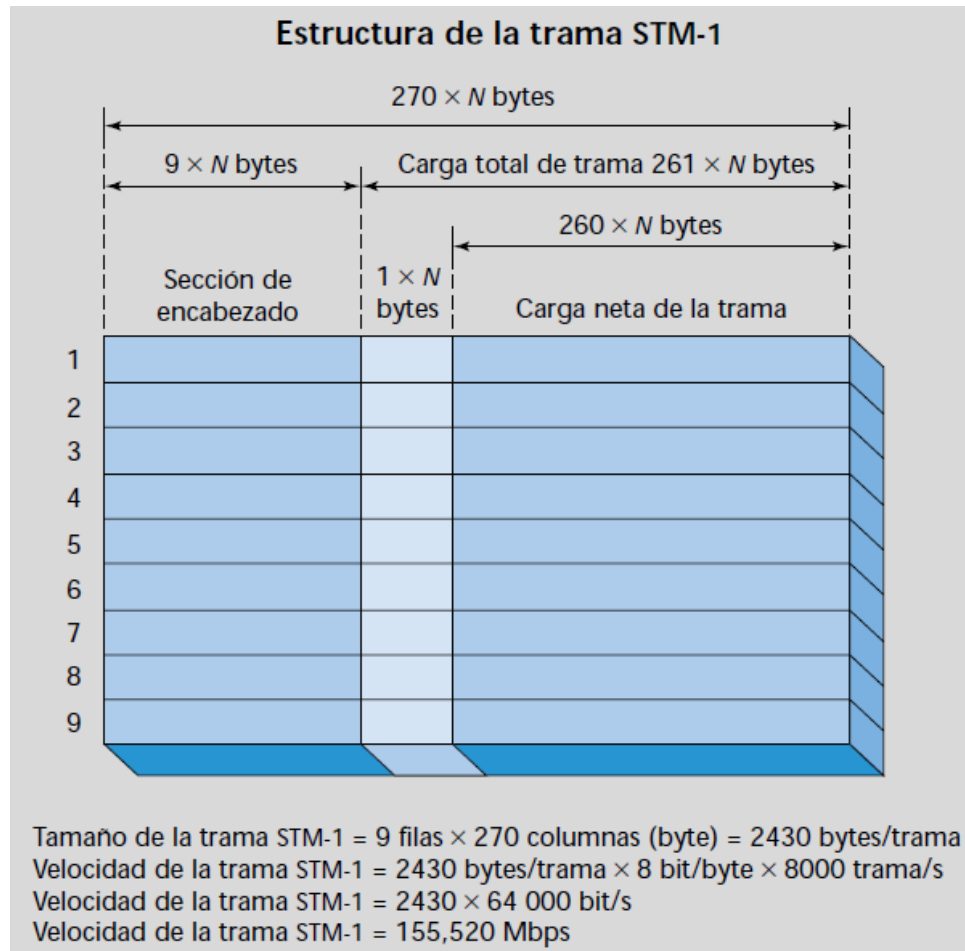 Estructura de la trama STM-1
270 × N bytes
9 × N bytes
Carga total de trama 261 × N bytes
260 × N bytes
Sección de
encabezado
1 × N
bytes
Carga neta de la trama
1
2
3
4
5
6
7
8
9
Tamaño de la trama STM-1 = 9 filas × 270 columnas (byte) = 2430 bytes/trama
Velocidad de la trama STM-1 = 2430 bytes/trama × 8 bit/byte × 8000 trama/s
Velocidad de la trama STM-1 = 2430 × 64 000 bit/s
Velocidad de la trama STM-1 = 155,520 Mbps